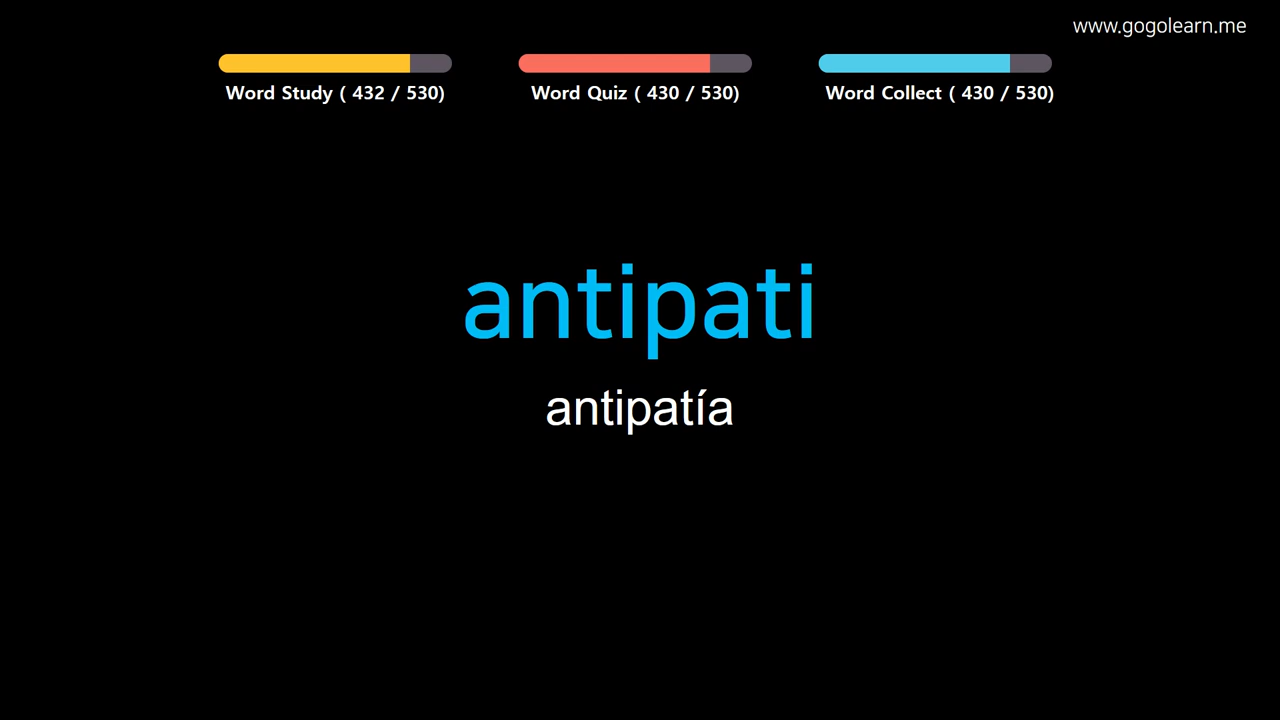 www.gogolearn.me
Word Study ( 432 / 530)
Word Quiz ( 430 / 530)
Word Collect ( 430 / 530)
antipati
antipatía